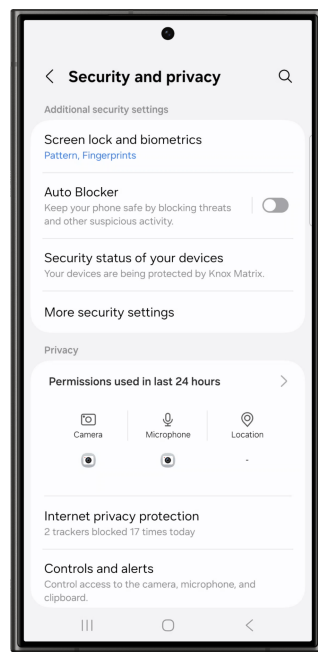 Security and privacy
Additional security settings
Screen lock and biometrics
Pattern, Fingerprints
Auto Blocker
Keep your phone safe by blocking threats
and other suspicious activity.
Security status of your devices
Your devices are being protected by Knox Matrix.
More security settings
Privacy
Permissions used in last 24 hours
Camera
Microphone
Location
-
Internet privacy protection
2 trackers blocked 17 times today
Controls and alerts
Control access to the camera, microphone, and
clipboard.